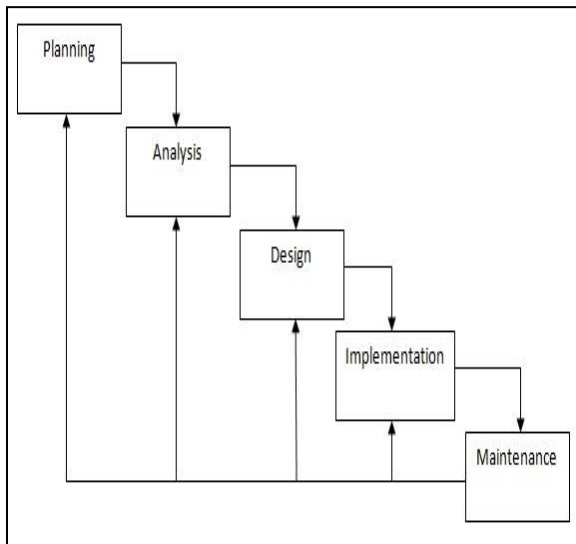 Planning
Analysis
Design
Implementation
Maintenance